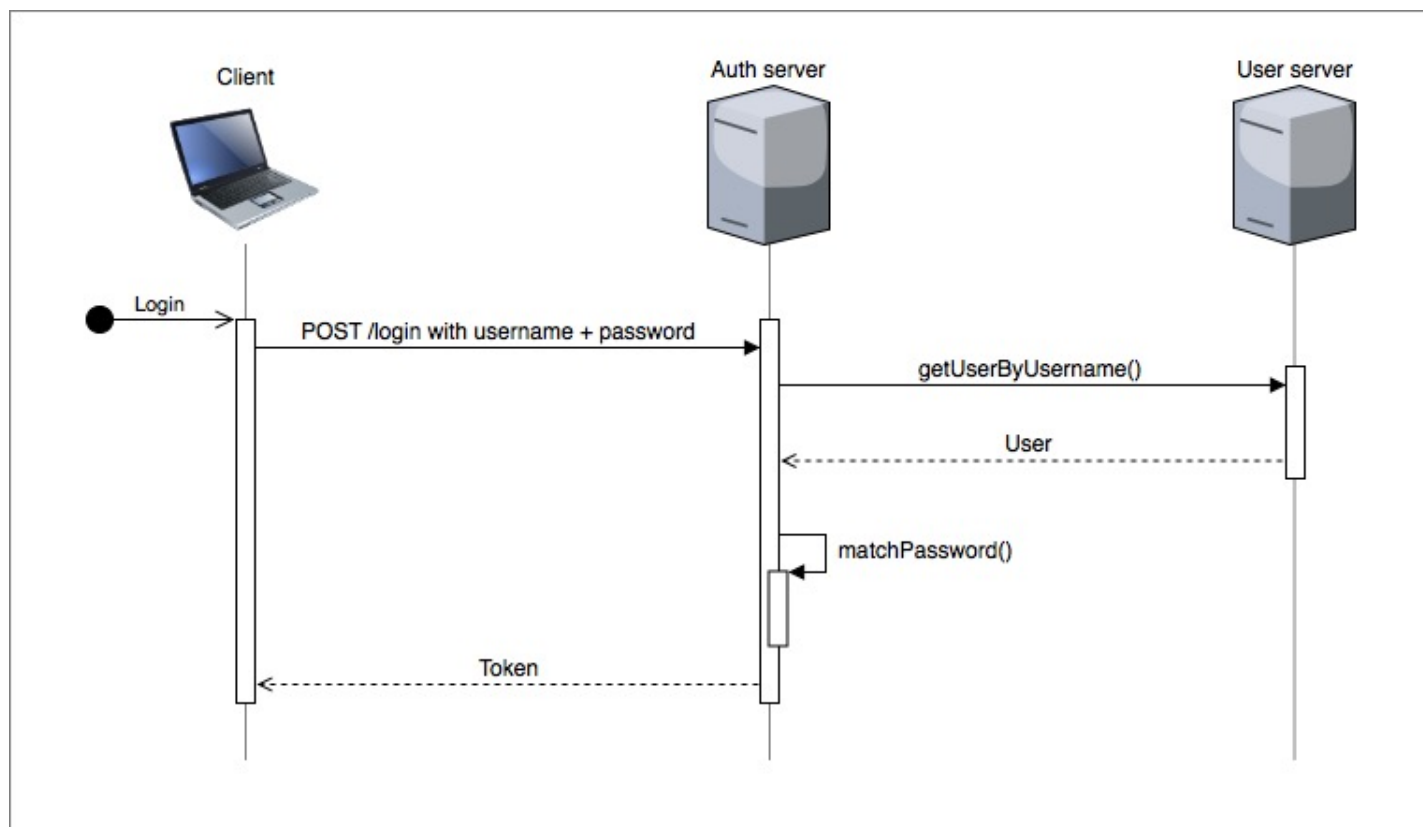 Client
Auth server
User server
Login
POST /login with username + password
getUserByUsername()
User
matchPassword()
Token